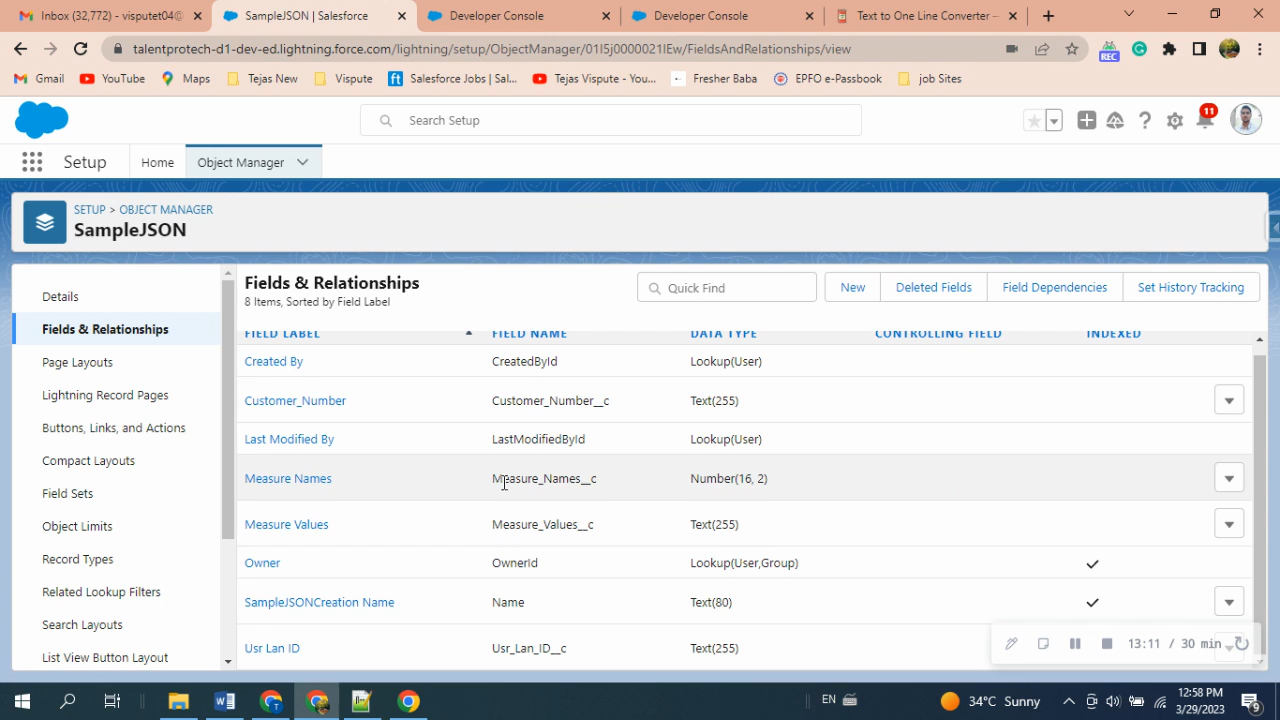 Inbox (32,772) - visputet04@
SampleJSON | Salesforce
Developer Console
Developer Console
Text to One Line Converter –
talentprotech-d1-dev-ed.lightning.force.com/lightning/setup/ObjectManager/01I5j0000021lEw/FieldsAndRelationships/view
REC
Gmail
YouTube
Maps
Tejas New
Vispute
Salesforce Jobs | Sal...
Tejas Vispute - You...
Fresher Baba
EPFO e-Passbook
job Sites
Search Setup
11
Setup
Home
Object Manager
SETUP > OBJECT MANAGER
SampleJSON
Details
Fields & Relationships
Page Layouts
Lightning Record Pages
Buttons, Links, and Actions
Compact Layouts
Field Sets
Object Limits
Record Types
Related Lookup Filters
Search Layouts
List View Button Layout
Fields & Relationships
8 Items, Sorted by Field Label
Quick Find
New
Deleted Fields
Field Dependencies
Set History Tracking
FIELD LABEL FIELD NAME DATA TYPE CONTROLLING FIELD INDEXED
Created By CreatedById Lookup(User)
Customer_Number Customer_Number__c Text(255)
Last Modified By LastModifiedById Lookup(User)
Measure Names Measure_Names__c Number(16, 2)
Measure Values Measure_Values__c Text(255)
Owner OwnerId Lookup(User,Group)
SampleJSONCreation Name Name Text(80)
Usr Lan ID Usr_Lan_ID__c Text(255)
13:11 / 30 min
34°C Sunny
EN
12:58 PM
3/29/2023
9